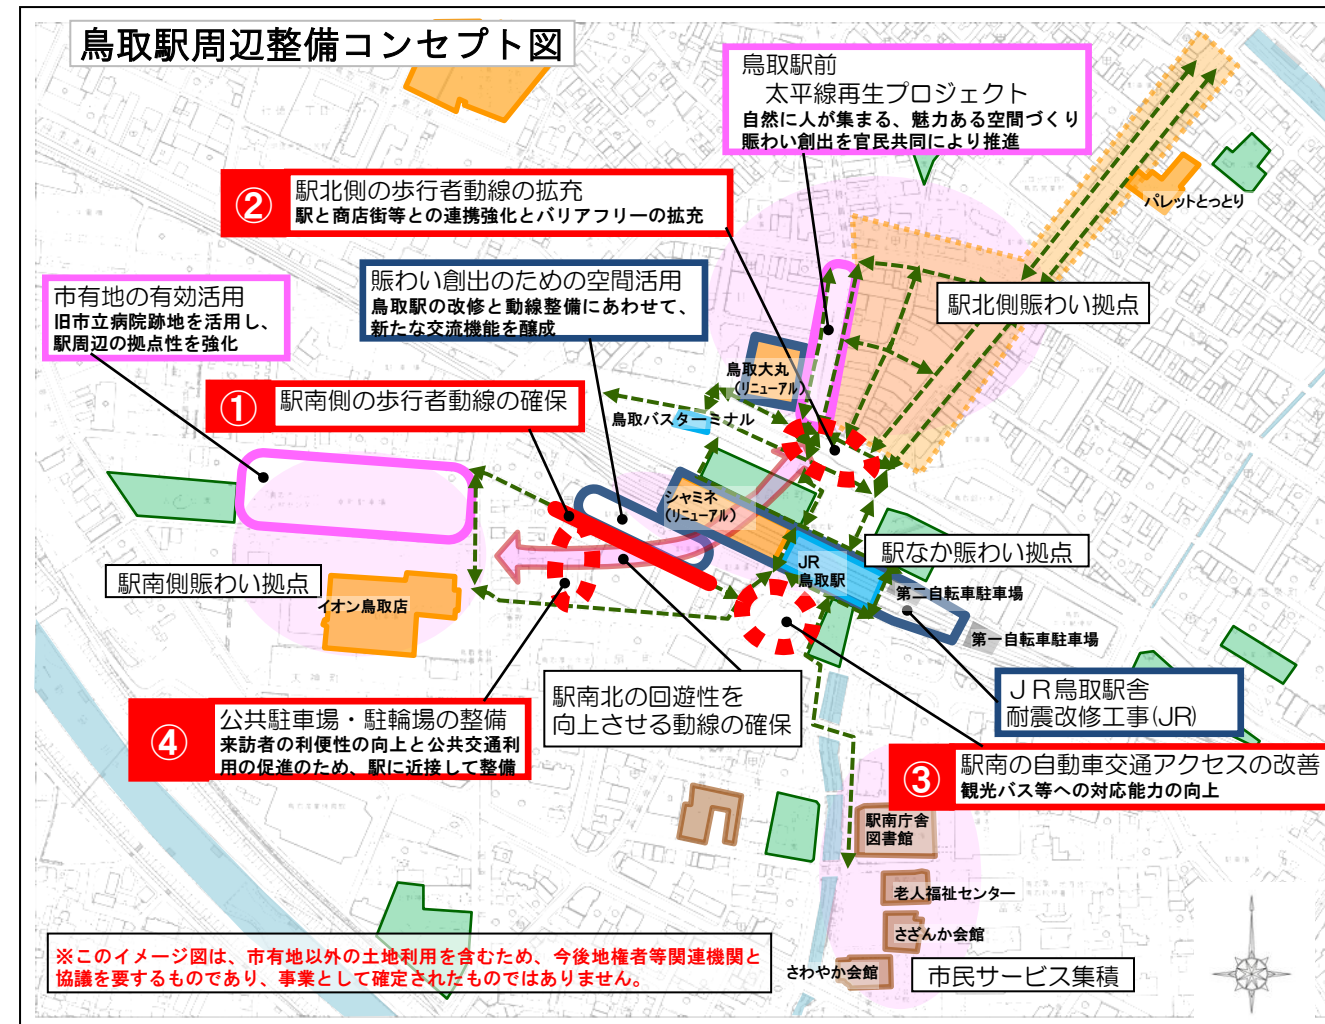 鳥取駅周辺整備コンセプト図
鳥取駅前
太平線再生プロジェクト
自然に人が集まる、魅力ある空間づくり
賑わい創出を官民共同により推進
② 駅北側の歩行者動線の拡充
駅と商店街等との連携強化とバリアフリーの拡充
パレットとっとり
賑わい創出のための空間活用
鳥取駅の改修と動線整備にあわせて、
新たな交流機能を醸成
市有地の有効活用
旧市立病院跡地を活用し、
駅周辺の拠点性を強化
駅北側賑わい拠点
鳥取大丸
(リニューアル)
① 駅南側の歩行者動線の確保
鳥取バスターミナル
シャミネ
(リニューアル)
駅なか賑わい拠点
JR
鳥取駅
駅南側賑わい拠点
イオン鳥取店
第二自転車駐車場
第一自転車駐車場
駅南北の回遊性を
向上させる動線の確保
JR鳥取駅舎
耐震改修工事(JR)
④ 公共駐車場・駐輪場の整備
来訪者の利便性の向上と公共交通利
用の促進のため、駅に近接して整備
③ 駅南の自動車交通アクセスの改善
観光バス等への対応能力の向上
駅南庁舎
図書館
老人福祉センター
さざんか会館
さわやか会館
市民サービス集積
※このイメージ図は、市有地以外の土地利用を含むため、今後地権者等関連機関と
協議を要するものであり、事業として確定されたものではありません。